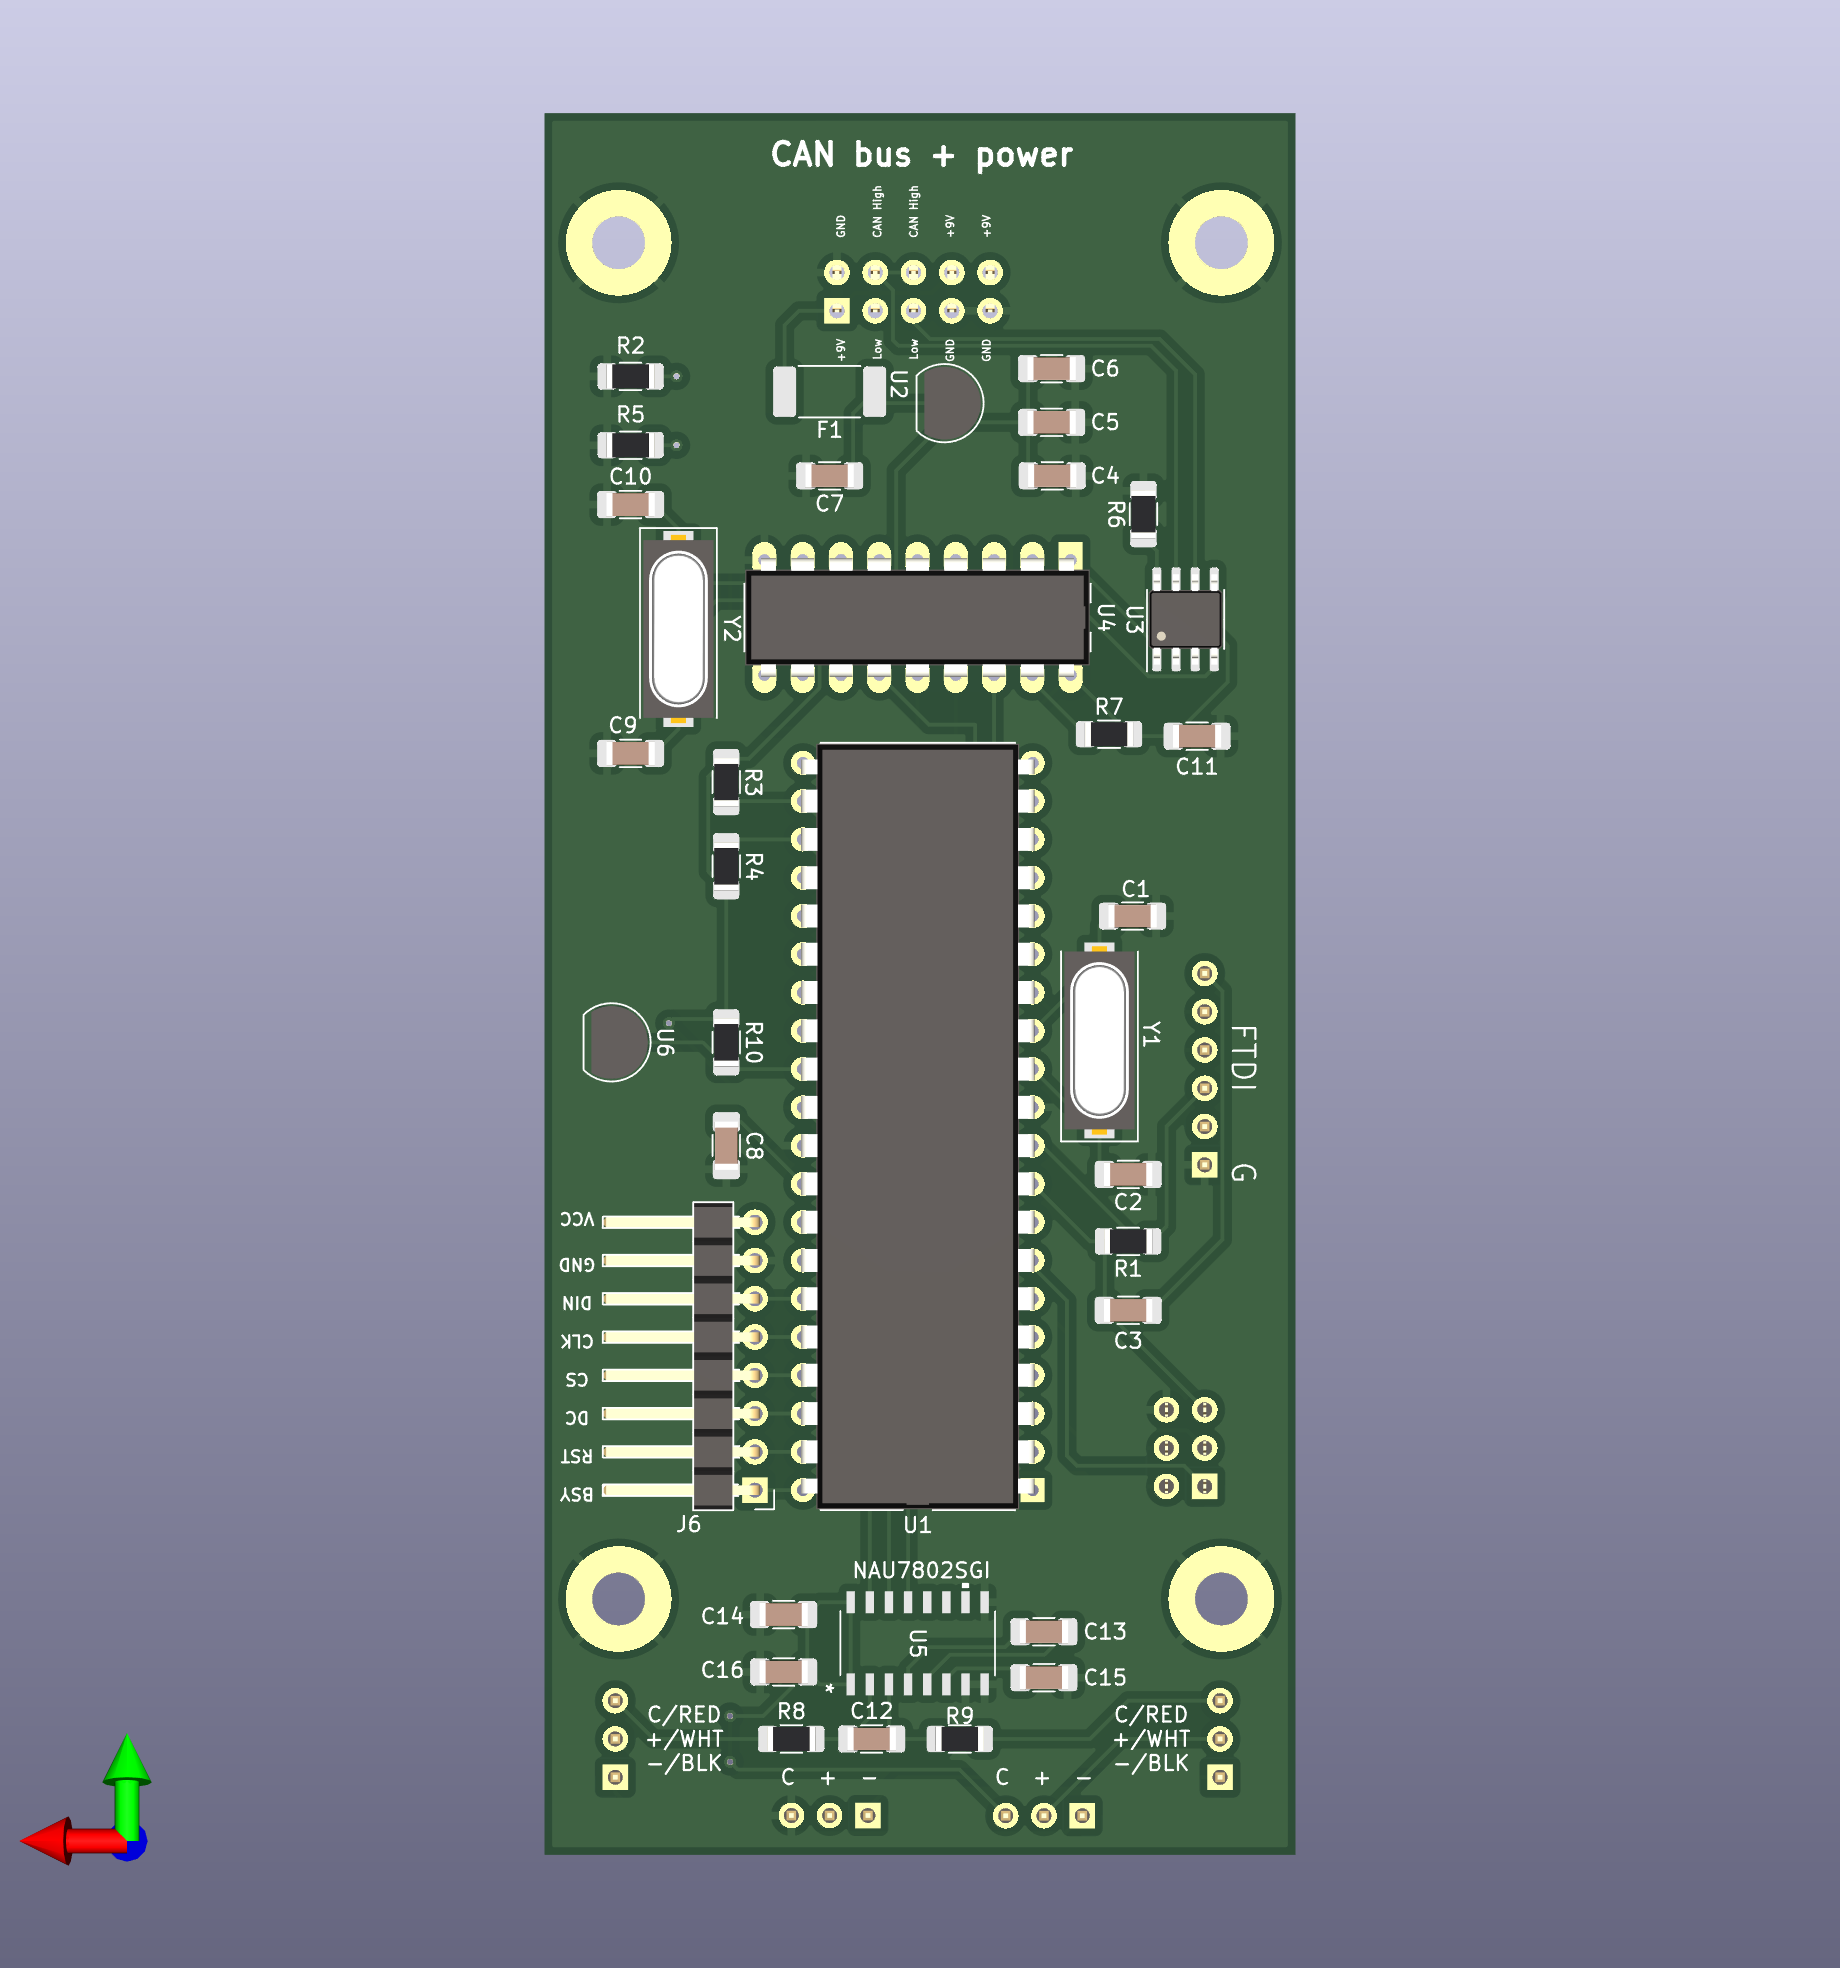 CAN bus + power
GND
CAN High
CAN High
+9V
+9V
+9V
Low
Low
GND
GND
R2
U2
C6
R5
F1
C5
C10
C7
C4
R6
Y2
U4
U3
C9
R7
C11
R3
R4
C1
U6
R10
Y1
FTDI
C8
G
C2
VCC
GND
R1
DIN
CLK
C3
CS
DC
RST
BSY
J6
U1
NAU7802SGI
C14
U5
C13
C16
C15
*
C/RED
+/WHT
-/BLK
R8
C12
R9
C/RED
+/WHT
-/BLK
C + -
C + -